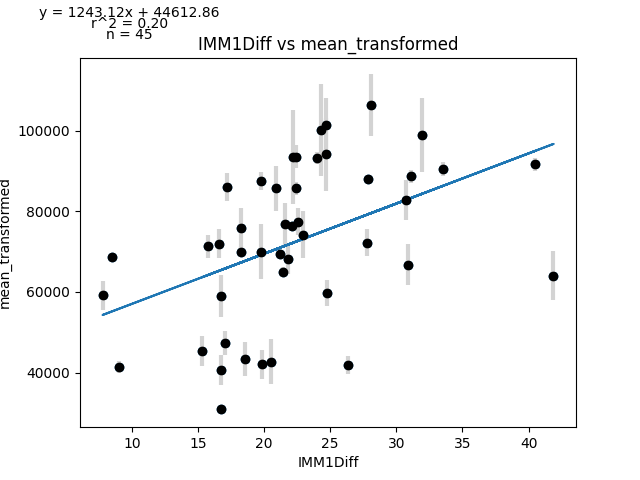 y = 1243.12x + 44612.86
r^2 = 0.20
n = 45
IMM1Diff vs mean_transformed
100000
80000
60000
40000
mean_transformed
10 15 20 25 30 35 40
IMM1Diff